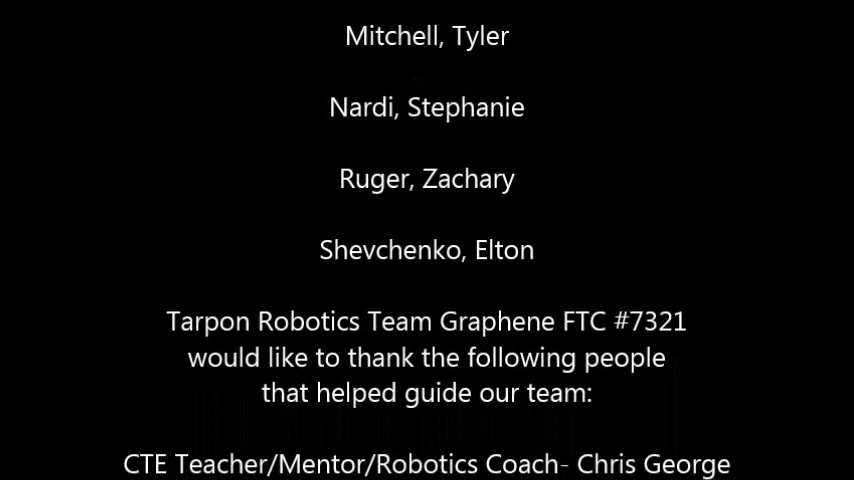 Mitchell, Tyler
Nardi, Stephanie
Ruger, Zachary
Shevchenko, Elton
Tarpon Robotics Team Graphene FTC #7321
would like to thank the following people
that helped guide our team:
CTE Teacher/Mentor/Robotics Coach- Chris George